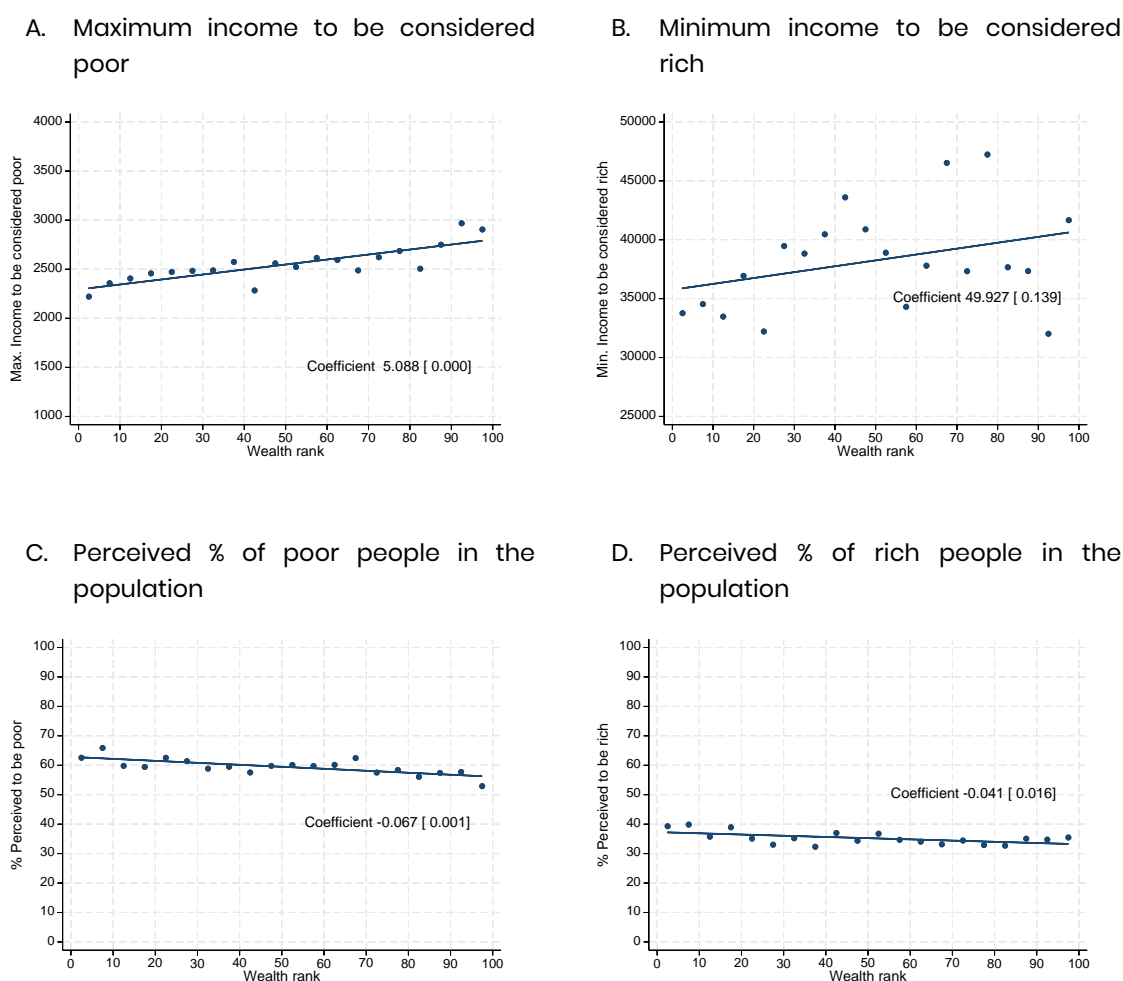 A. Maximum income to be considered
poor
Max. Income to be considered poor
4000
3500
3000
2500
2000
1500
1000
Coefficient 5.088 [ 0.000]
0 10 20 30 40 50 60 70 80 90 100
Wealth rank
B. Minimum income to be considered
rich
Min. Income to be considered rich
50000
45000
40000
35000
30000
25000
Coefficient 49.927 [ 0.139]
0 10 20 30 40 50 60 70 80 90 100
Wealth rank
C. Perceived % of poor people in the
population
% Perceived to be poor
100
90
80
70
60
50
40
30
20
10
0
Coefficient -0.067 [ 0.001]
0 10 20 30 40 50 60 70 80 90 100
Wealth rank
D. Perceived % of rich people in the
population
% Perceived to be rich
100
90
80
70
60
50
40
30
20
10
0
Coefficient -0.041 [ 0.016]
0 10 20 30 40 50 60 70 80 90 100
Wealth rank